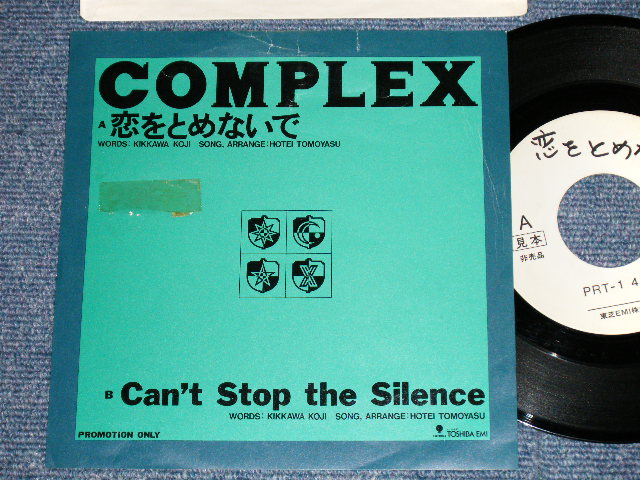 COMPLEX
A 恋をとめないで
WORDS: KIKKAWA KOJI SONG, ARRANGE: HOTEI TOMOYASU
B Can't Stop the Silence
WORDS: KIKKAWA KOJI SONG, ARRANGE: HOTEI TOMOYASU
PROMOTION ONLY
TOSHIBA EMI
恋をとめ
A
見本
非売品
PRT-1 4
東芝EMI株